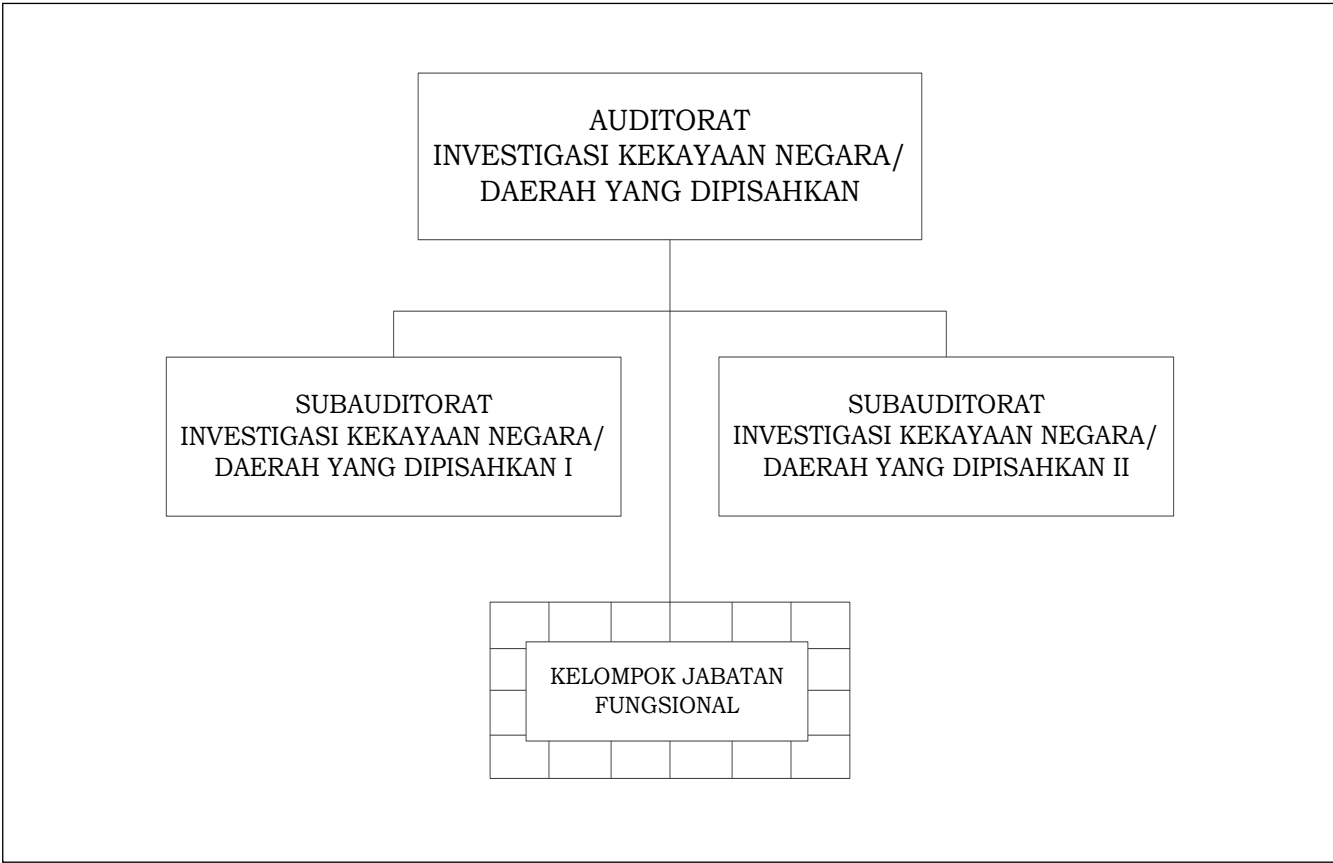 AUDITORAT
INVESTIGASI KEKAYAAN NEGARA/
DAERAH YANG DIPISAHKAN
SUBAUDITORAT
INVESTIGASI KEKAYAAN NEGARA/
DAERAH YANG DIPISAHKAN I
SUBAUDITORAT
INVESTIGASI KEKAYAAN NEGARA/
DAERAH YANG DIPISAHKAN II
KELOMPOK JABATAN
FUNGSIONAL